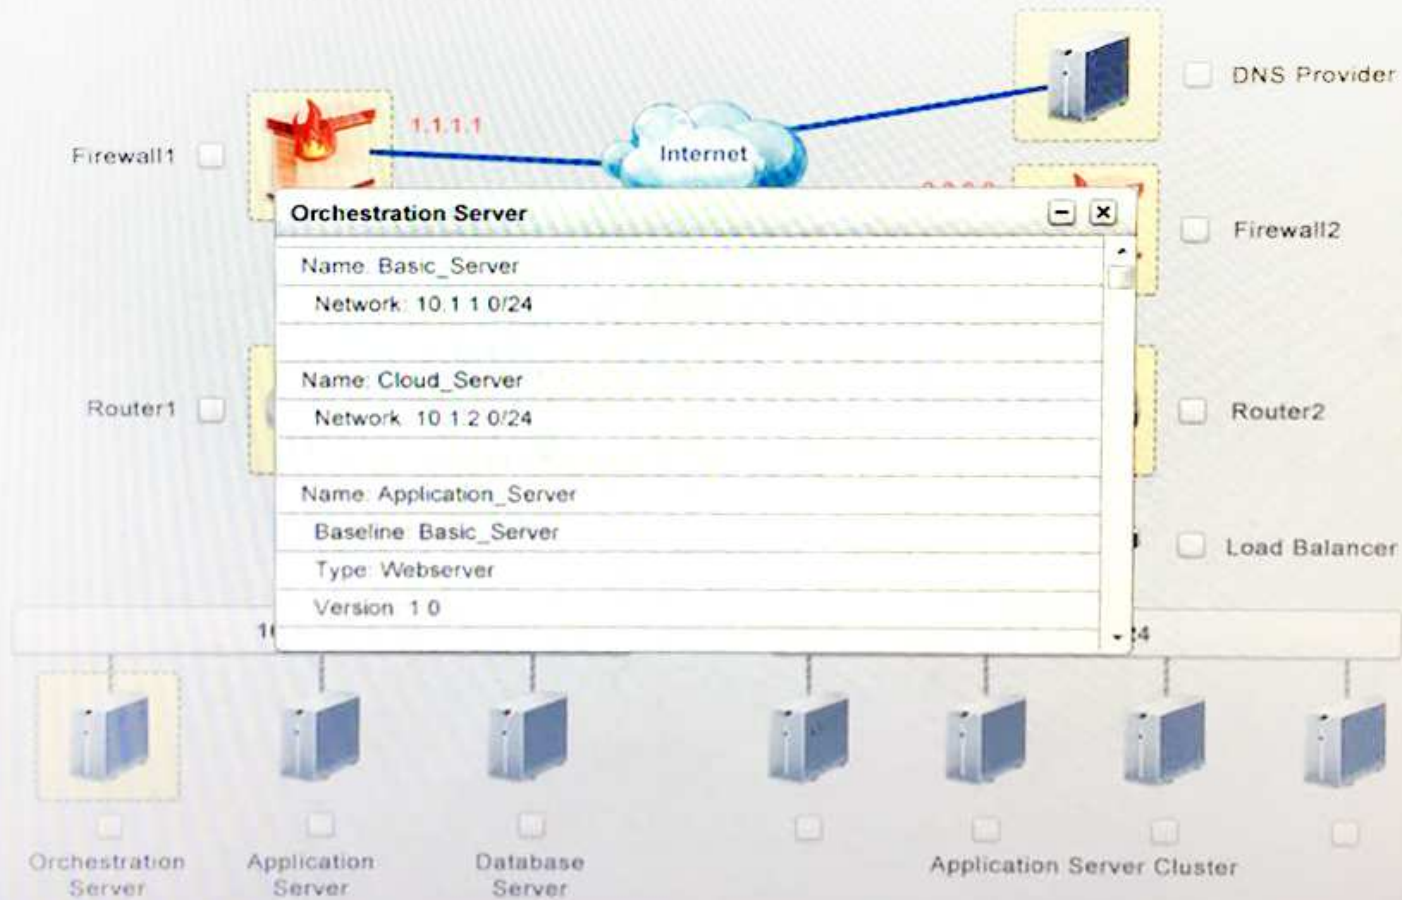 DNS Provider
1.1.1.1
Firewall1
Internet
Orchestration Server
Firewall2
Name: Basic_Server
Network: 10.1.1.0/24
Name: Cloud_Server
Network: 10.1.2.0/24
Router1
Router2
Name: Application_Server
Baseline: Basic_Server
Type: Webserver
Load Balancer
Version: 1.0
Orchestration
Server
Application
Server
Database
Server
Application Server Cluster